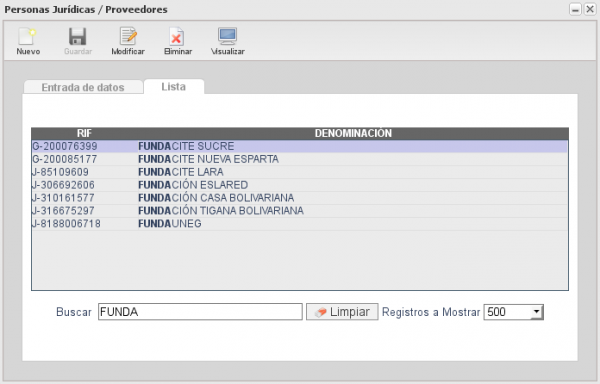 Personas Jurídicas / Proveedores
Nuevo Guardar Modificar Eliminar Visualizar
Entrada de datos Lista
RIF DENOMINACIÓN
G-200076399 FUNDACITE SUCRE
G-200085177 FUNDACITE NUEVA ESPARTA
J-85109609 FUNDACITE LARA
J-306692606 FUNDACIÓN ESLARED
J-310161577 FUNDACIÓN CASA BOLIVARIANA
J-316675297 FUNDACIÓN TIGANA BOLIVARIANA
J-8188006718 FUNDAUNEG
Buscar FUNDA Limpiar Registros a Mostrar 500